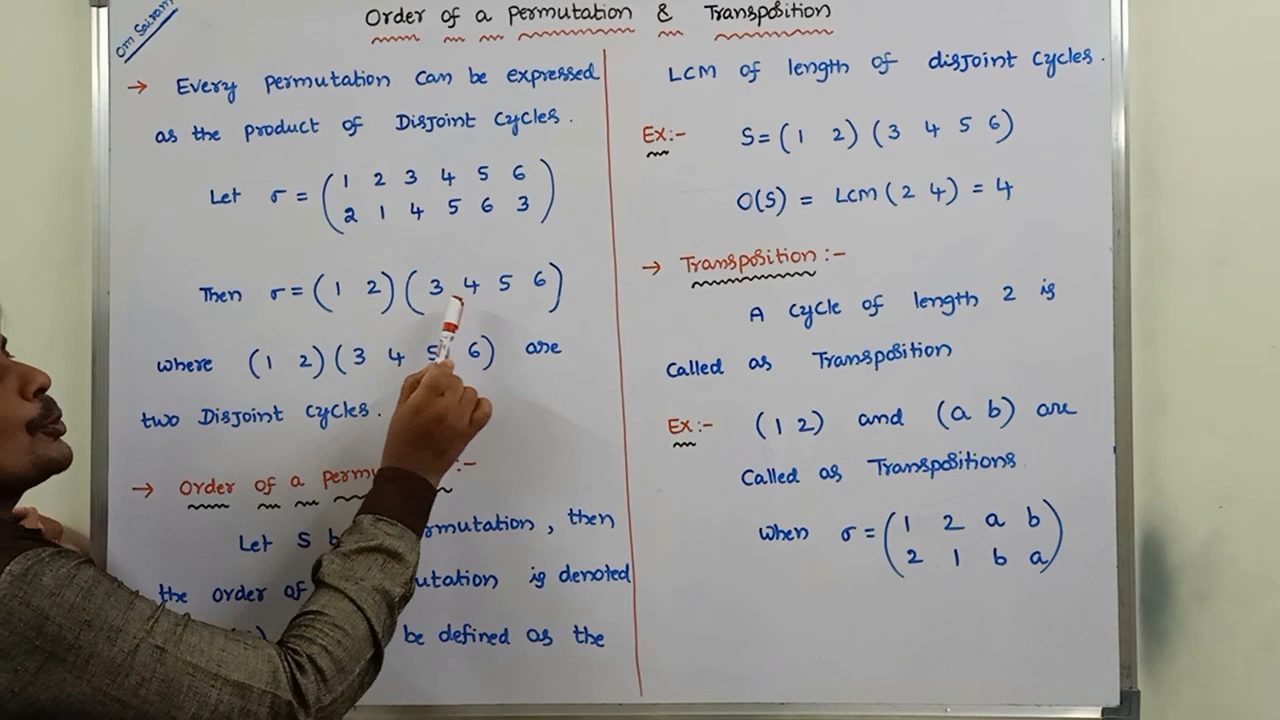 Om Sairam
Order of a permutation & Transposition
→ Every permutation can be expressed
as the product of Disjoint cycles.
Let σ = ( 1 2 3 4 5 6
2 1 4 5 6 3 )
Then σ = (1 2) (3 4 5 6)
where (1 2) (3 4 5 6) are
two Disjoint cycles.
→ Order of a :-
Let S , then
the order of is denoted
be defined as the
LCM of length of disjoint cycles.
Ex:- S = (1 2) (3 4 5 6)
O(S) = LCM (2 4) = 4
→ Transposition :-
A cycle of length 2 is
called as Transposition
Ex:- (1 2) and (a b) are
called as Transpositions
when σ = ( 1 2 a b
2 1 b a )